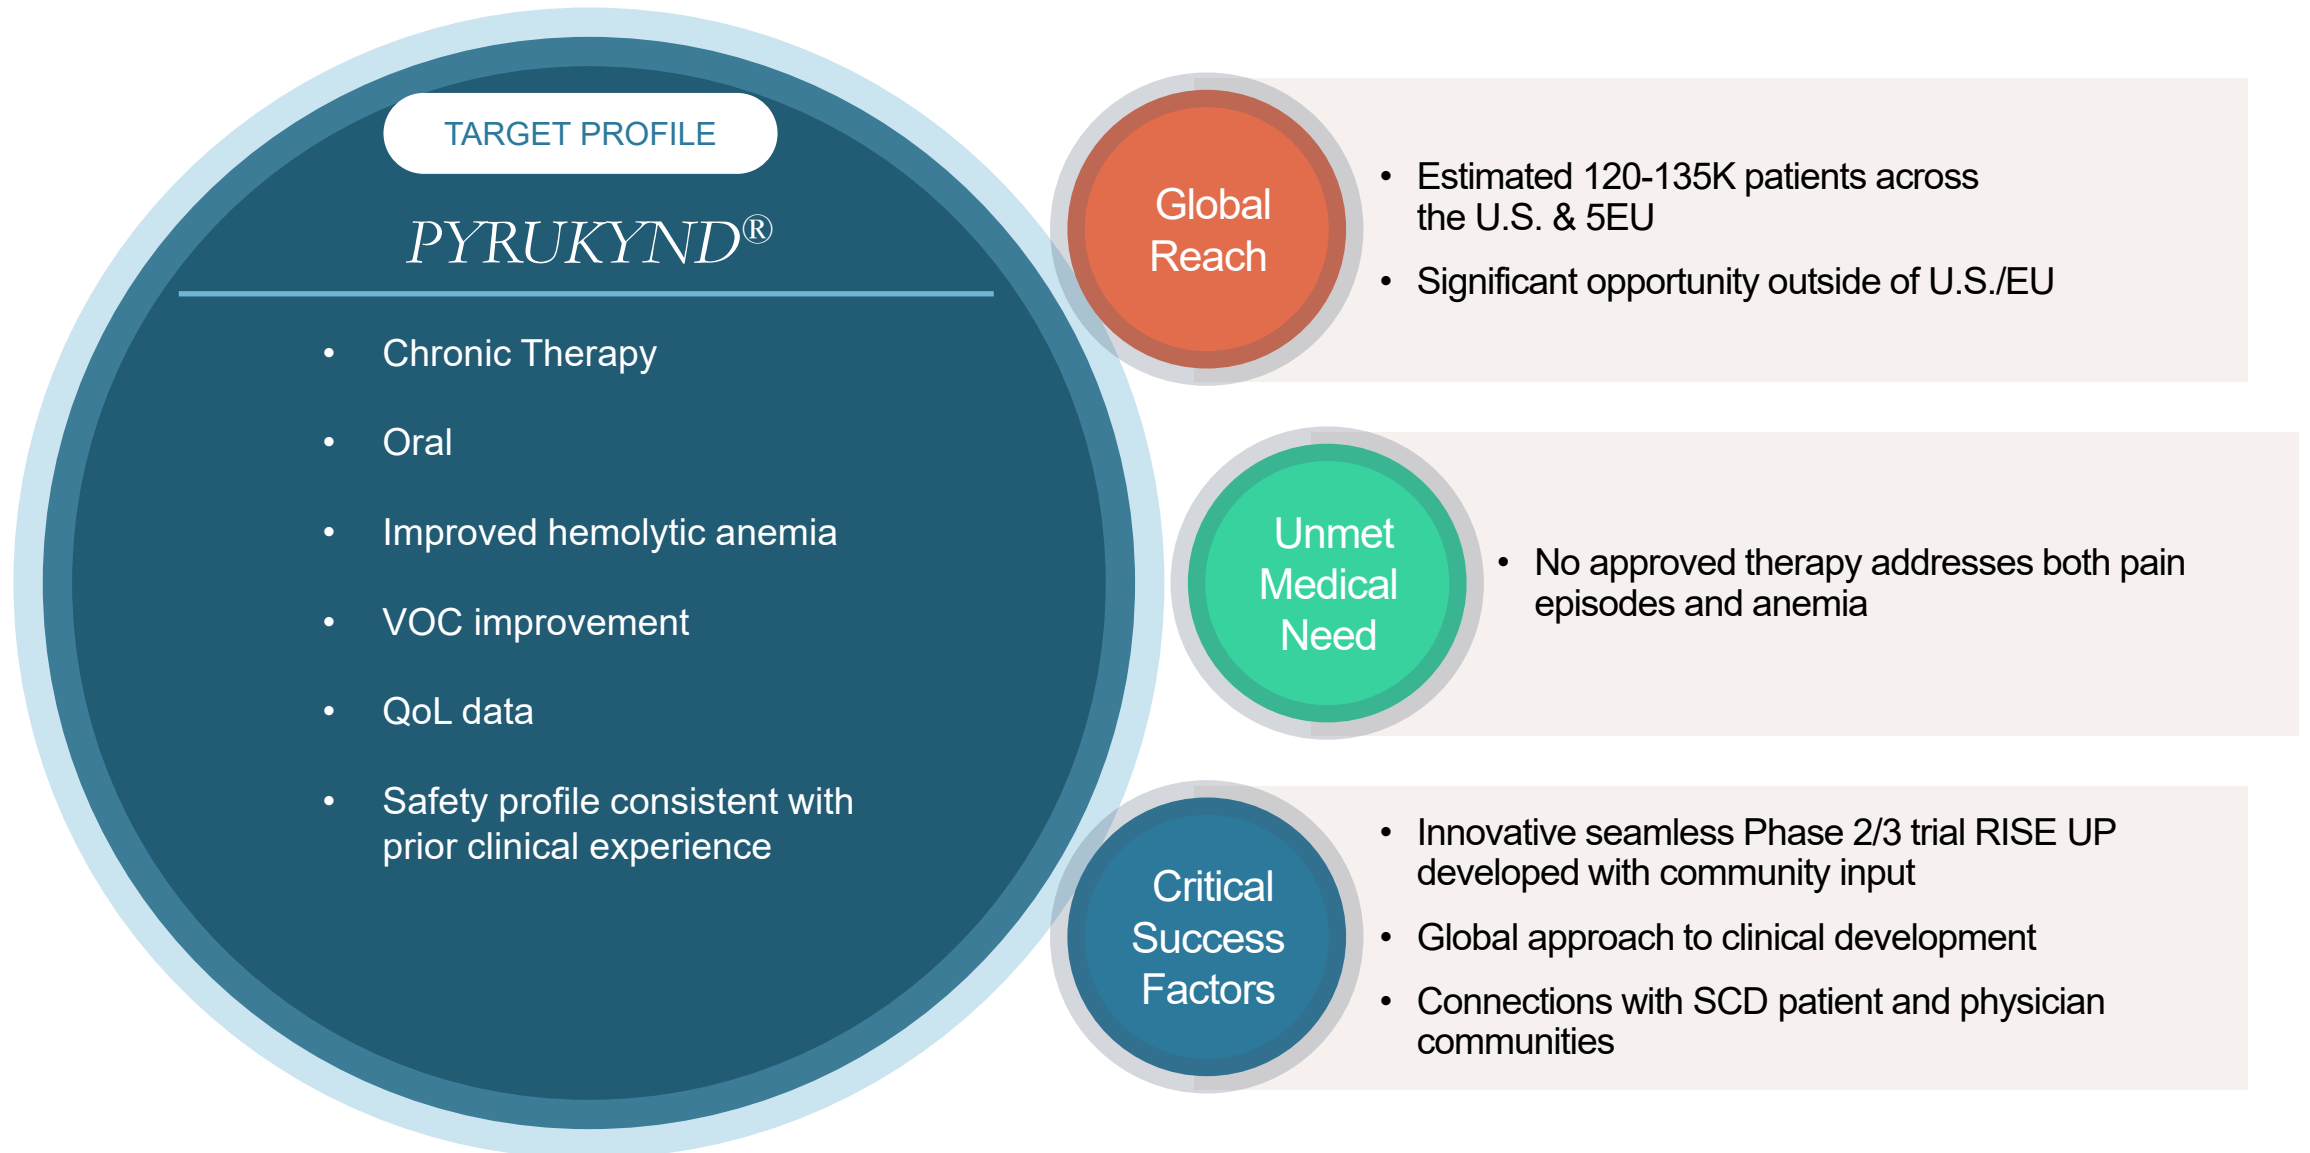 TARGET PROFILE
PYRUKYND®
• Chronic Therapy
• Oral
• Improved hemolytic anemia
• VOC improvement
• QoL data
• Safety profile consistent with
prior clinical experience
Global
Reach
• Estimated 120-135K patients across
the U.S. & 5EU
• Significant opportunity outside of U.S./EU
Unmet
Medical
Need
• No approved therapy addresses both pain
episodes and anemia
Critical
Success
Factors
• Innovative seamless Phase 2/3 trial RISE UP
developed with community input
• Global approach to clinical development
• Connections with SCD patient and physician
communities